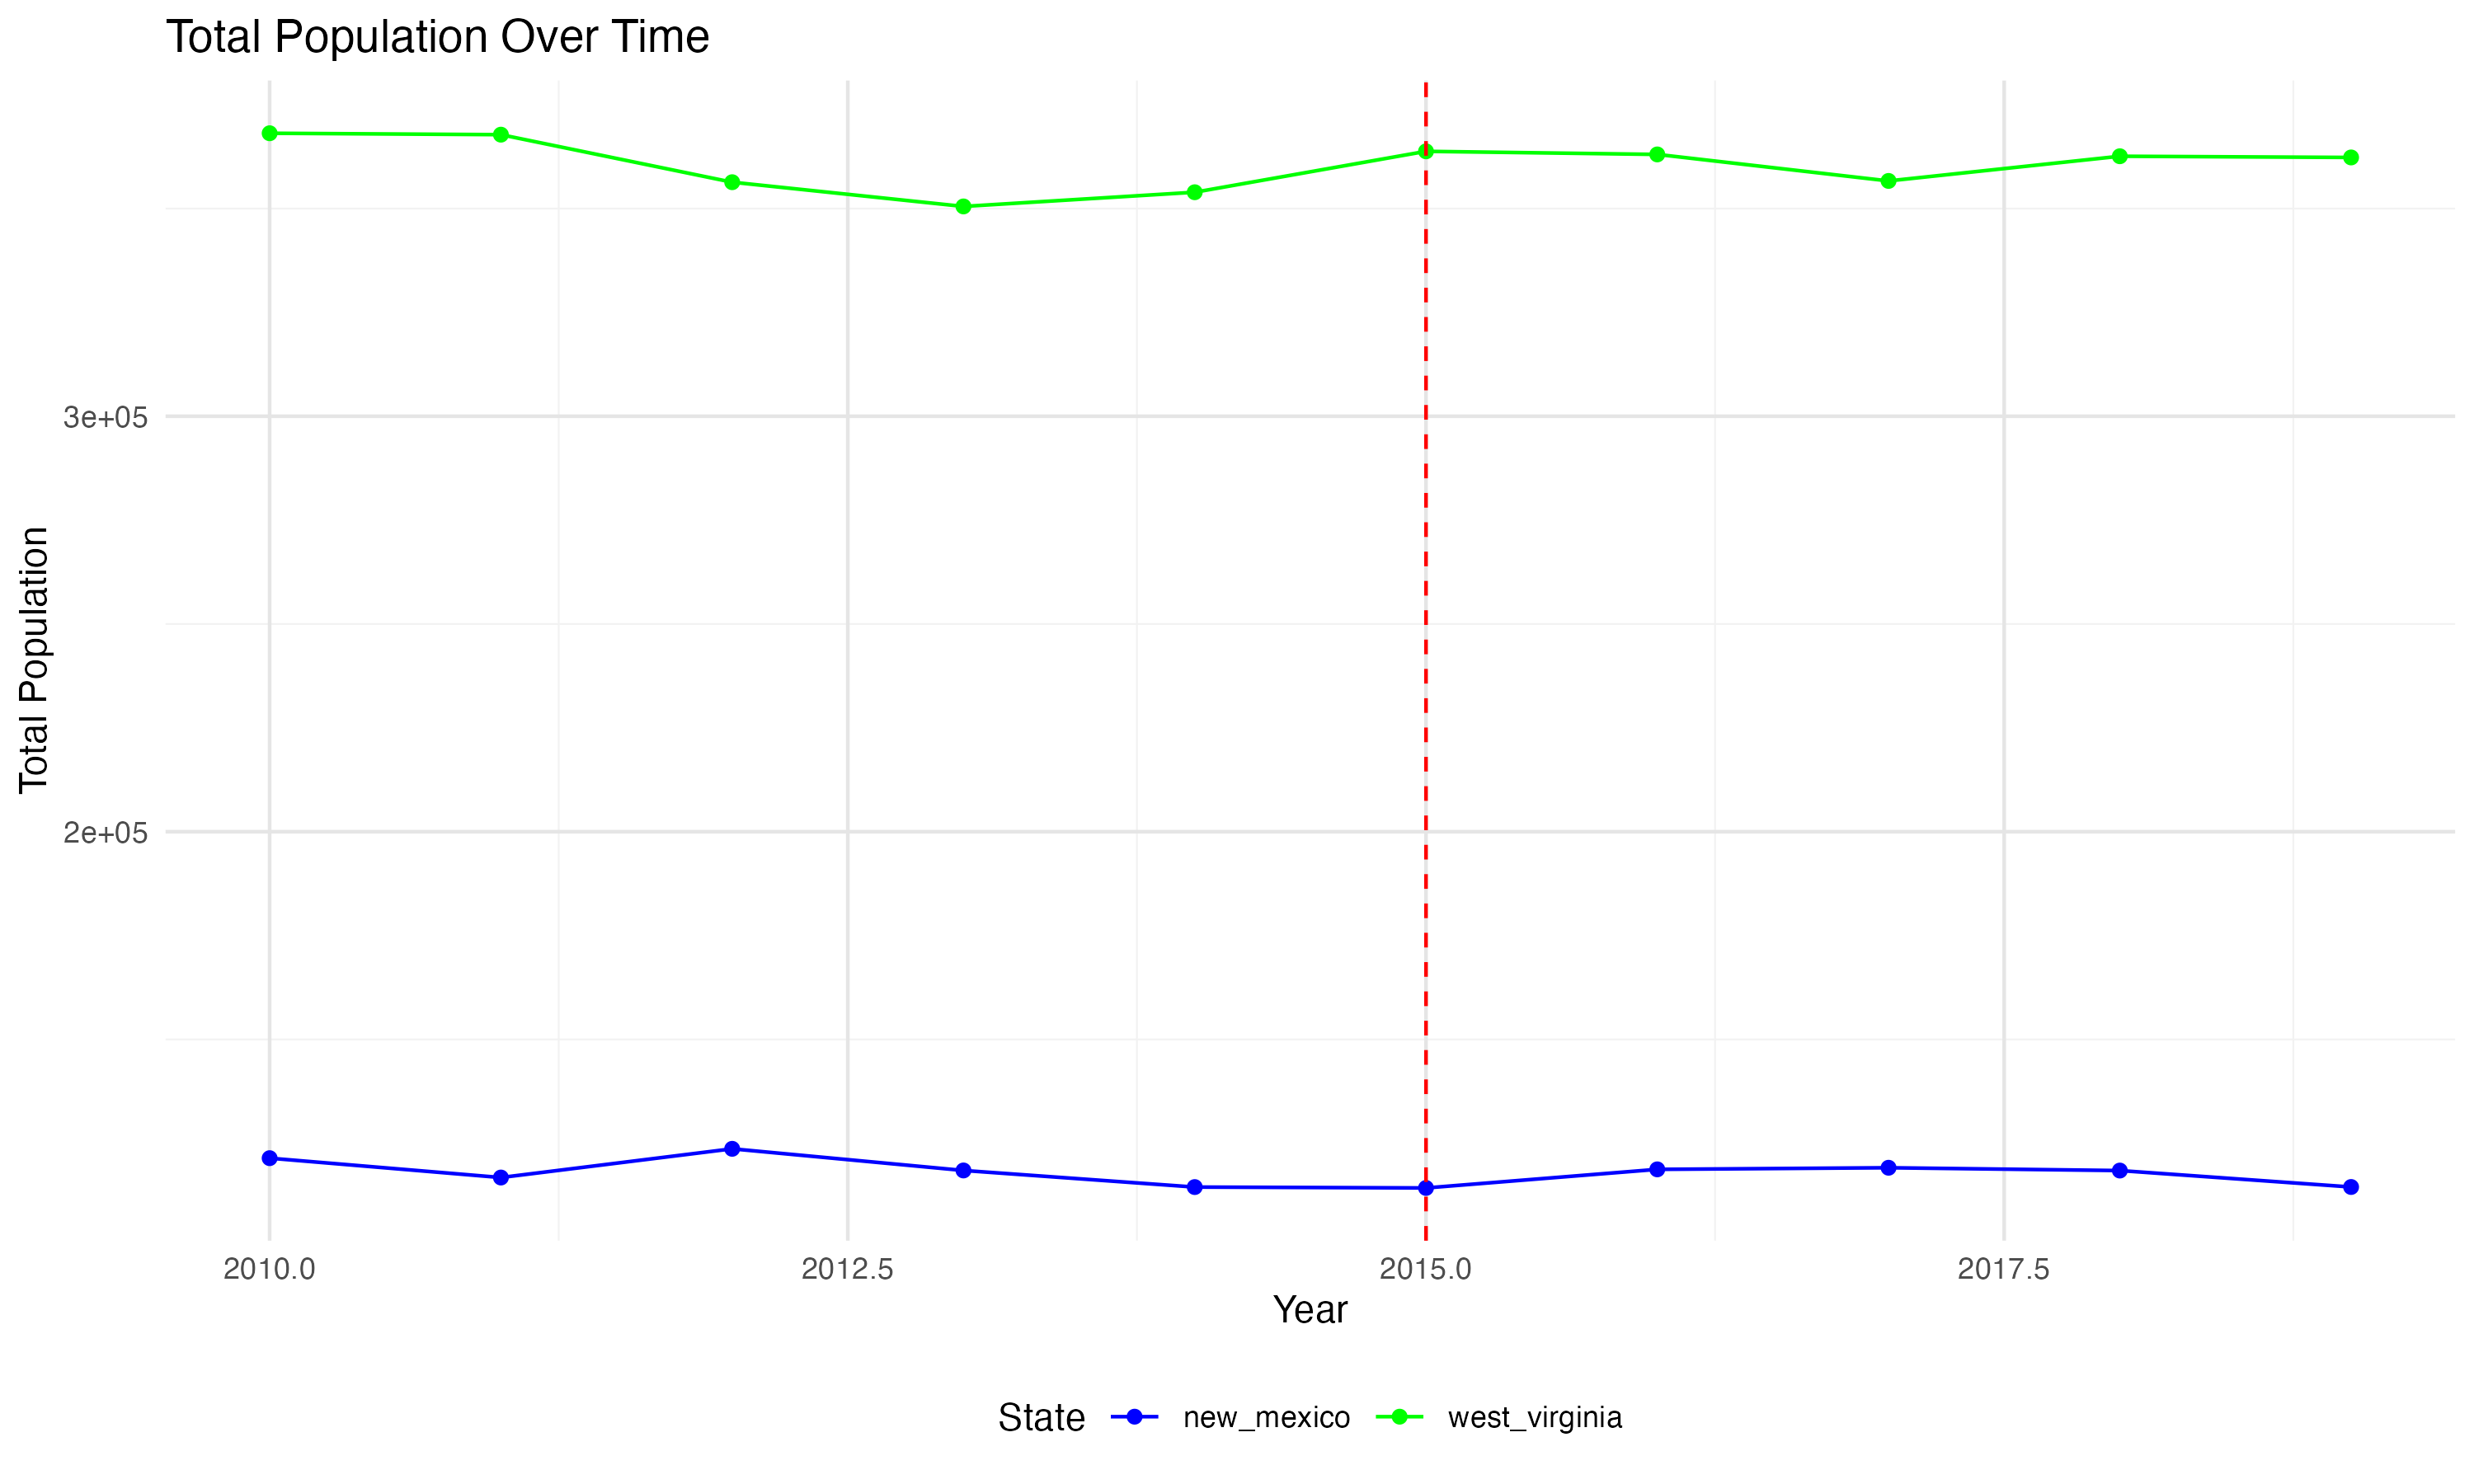 Total Population Over Time
Total Population
3e+05
2e+05
2010.0 2012.5 2015.0 2017.5
Year
State new_mexico west_virginia